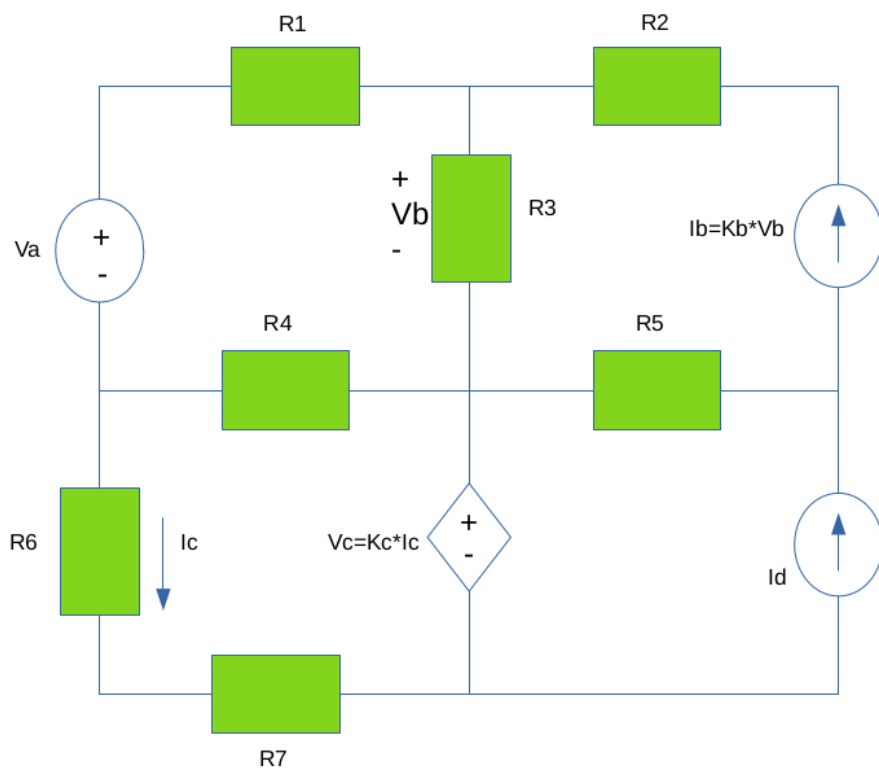 R1
R2
+
Vb
-
R3
Va
+
-
Ib=Kb*Vb
R4
R5
R6
Ic
Vc=Kc*Ic
+
-
Id
R7